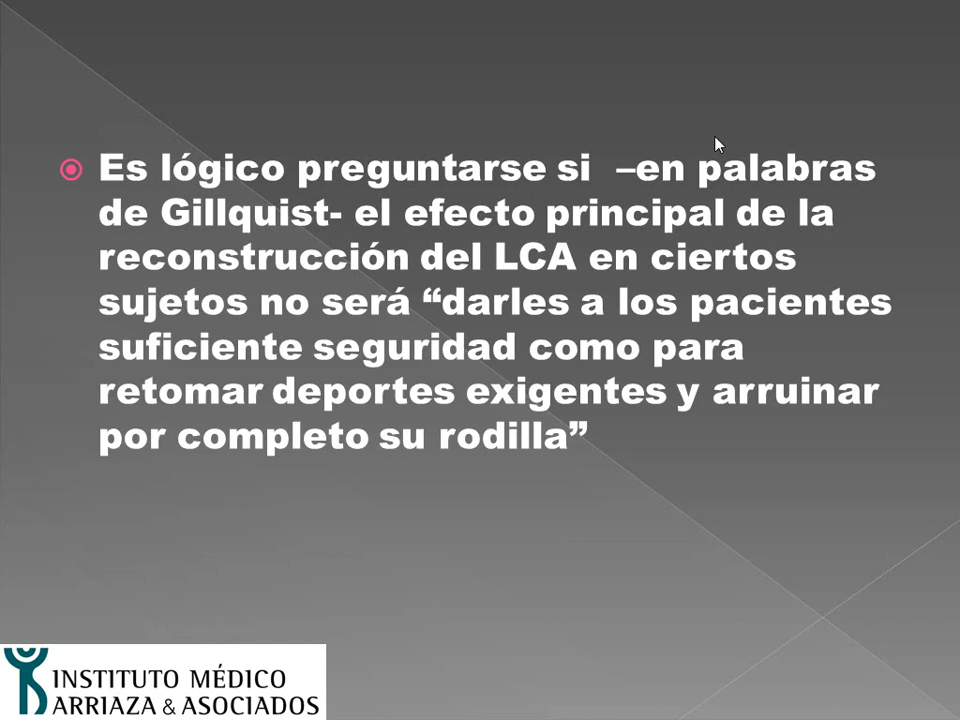 Es lógico preguntarse si –en palabras
de Gillquist- el efecto principal de la
reconstrucción del LCA en ciertos
sujetos no será “darles a los pacientes
suficiente seguridad como para
retomar deportes exigentes y arruinar
por completo su rodilla”
INSTITUTO MÉDICO
ARRIAZA & ASOCIADOS